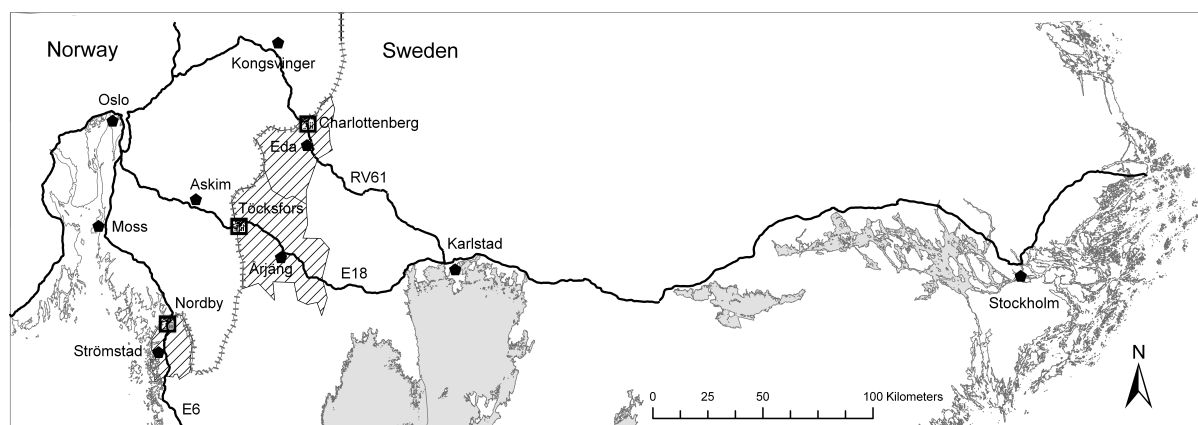 Norway
Sweden
Kongsvinger
Oslo
Charlottenberg
Eda
RV61
Askim
Töcksfors
Moss
Karlstad
Årjäng
E18
Stockholm
Nordby
Strömstad
N
E6
0 25 50 100 Kilometers